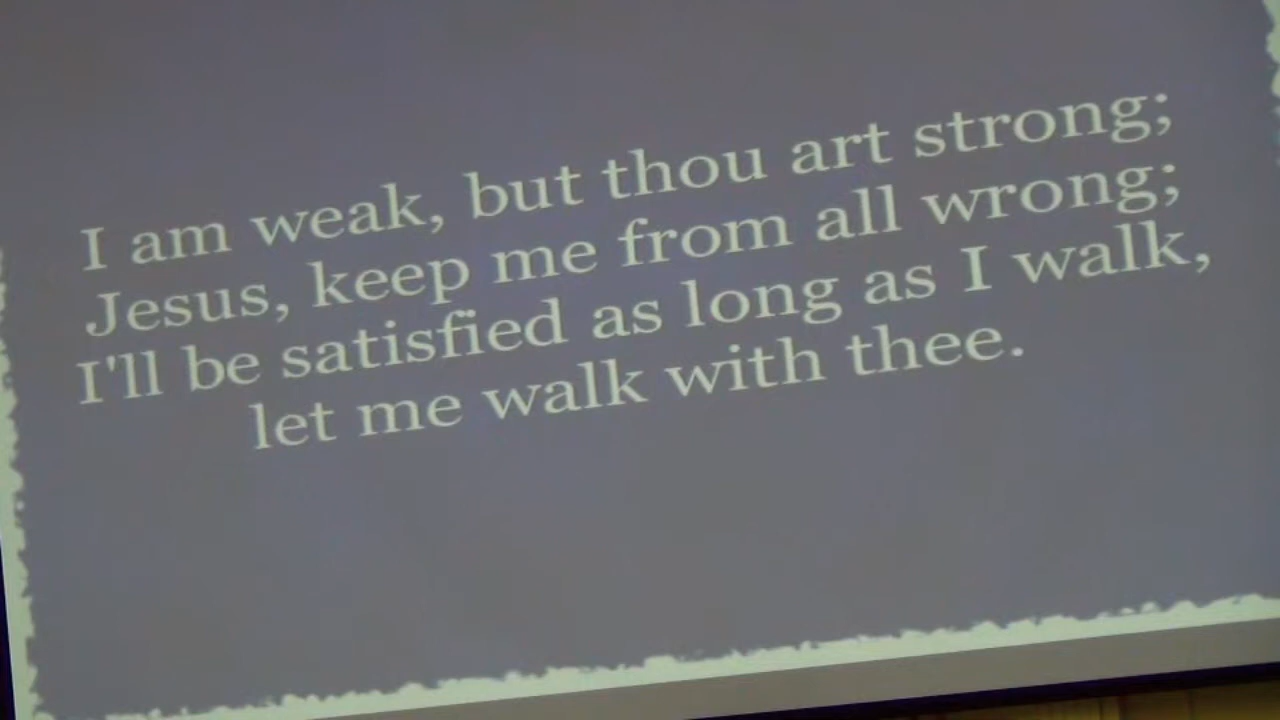 I am weak, but thou art strong;
Jesus, keep me from all wrong;
I'll be satisfied as long as I walk,
let me walk with thee.